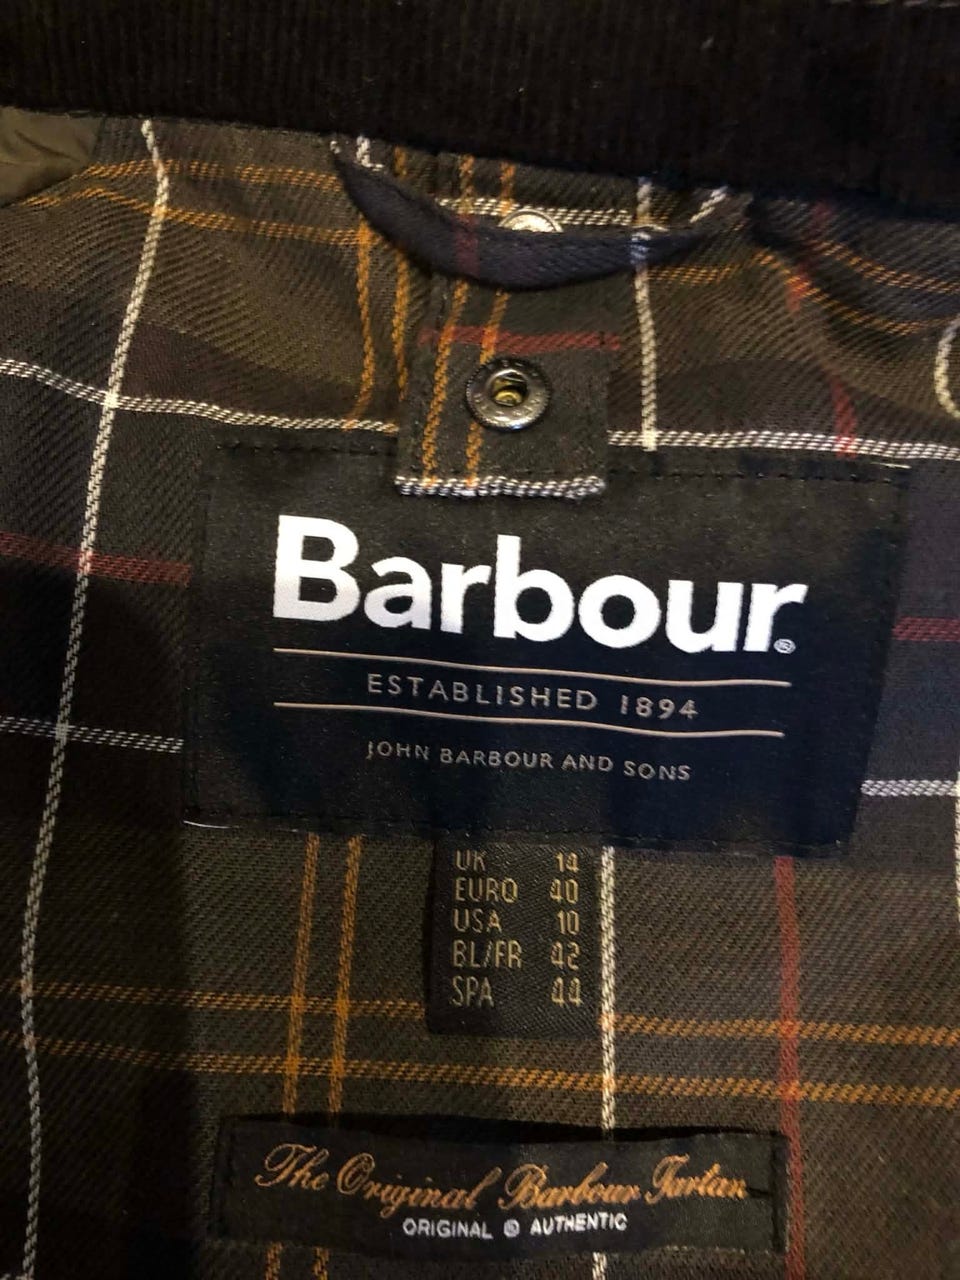 Barbour®
ESTABLISHED 1894
JOHN BARBOUR AND SONS
UK 14
EURO 40
USA 10
BL/FR 42
SPA 44
The Original Barbour Tartan
ORIGINAL & AUTHENTIC